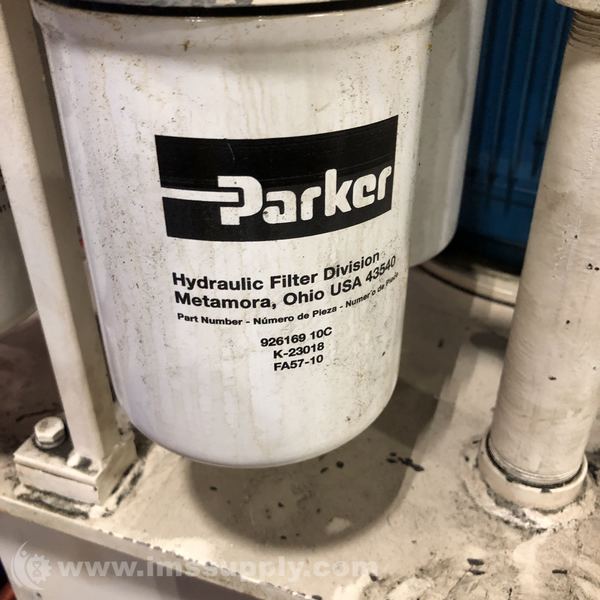 Parker
Hydraulic Filter Division
Metamora, Ohio USA 43540
Part Number - Número de Pieza - Numer'o de Pièce
926169 10C
K-23018
FA57-10
www.imssupply.com